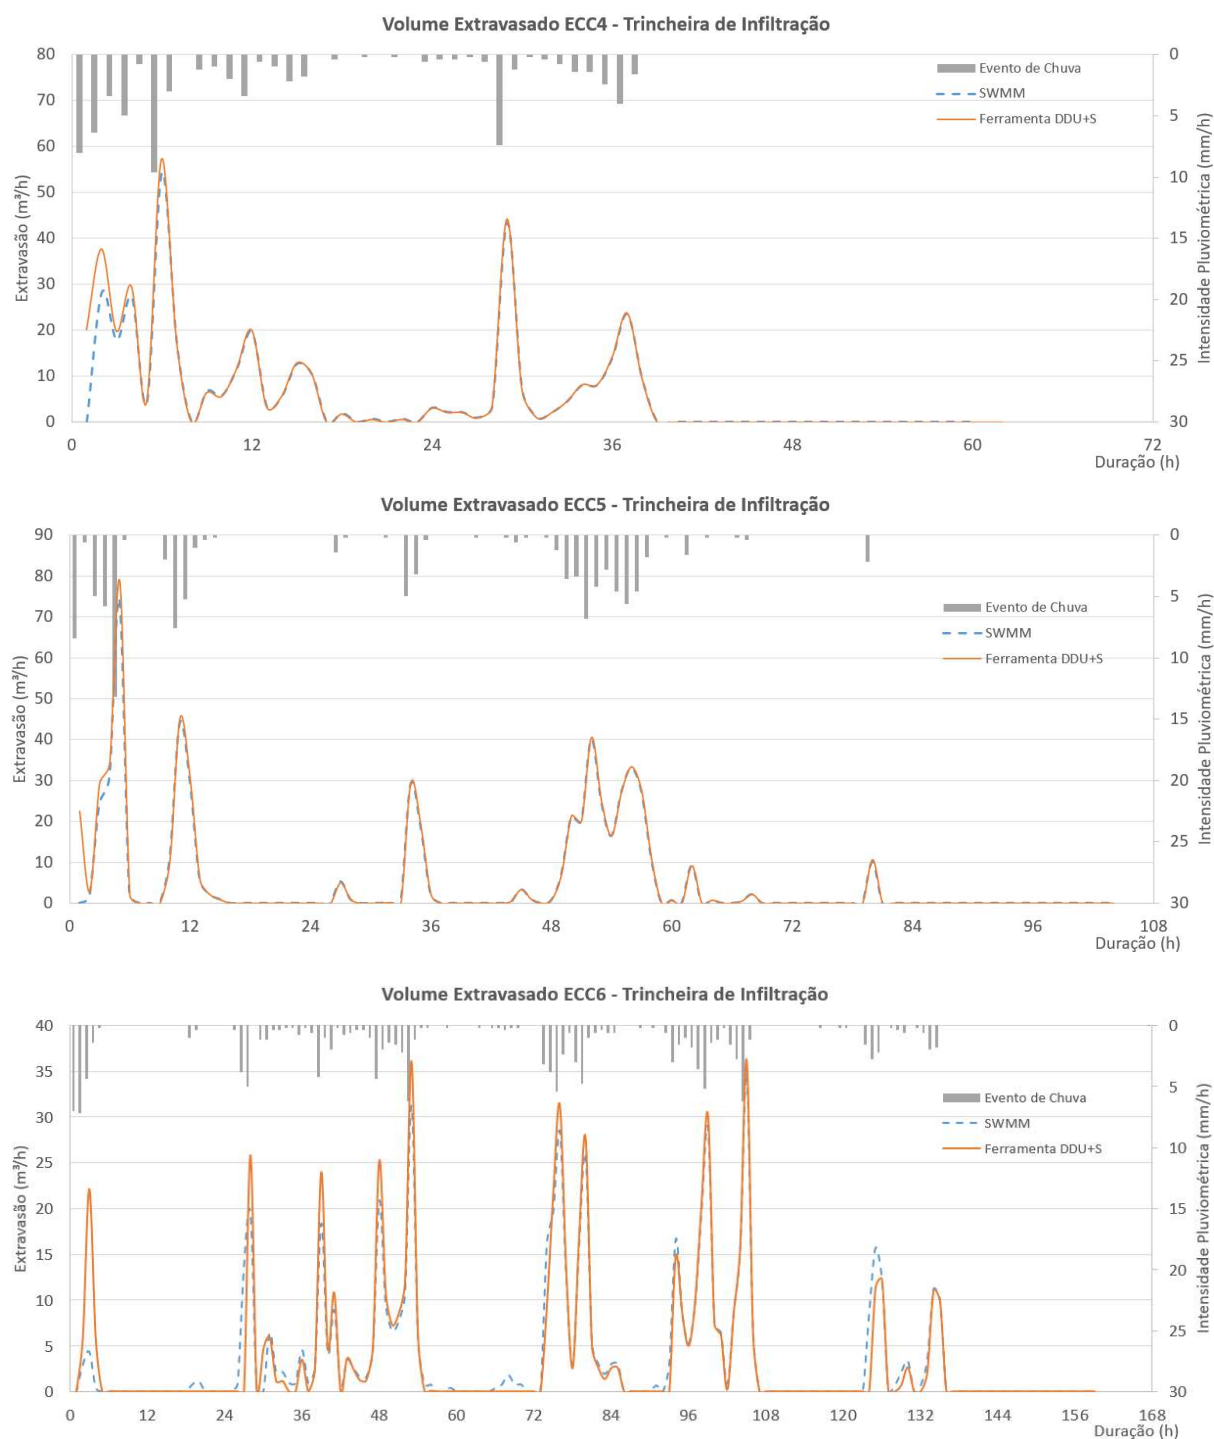 Volume Extravasado ECC4 - Trincheira de Infiltração
80
70
60
50
40
30
20
10
0
Extravasão (m³/h)
0
5
10
15
20
25
30
Intensidade Pluviométrica (mm/h)
Evento de Chuva
SWMM
Ferramenta DDU+S
0 12 24 36 48 60 72
Duração (h)
Volume Extravasado ECC5 - Trincheira de Infiltração
90
80
70
60
50
40
30
20
10
0
Extravasão (m³/h)
0
5
10
15
20
25
30
Intensidade Pluviométrica (mm/h)
Evento de Chuva
SWMM
Ferramenta DDU+S
0 12 24 36 48 60 72 84 96 108
Duração (h)
Volume Extravasado ECC6 - Trincheira de Infiltração
40
35
30
25
20
15
10
5
0
Extravasão (m³/h)
0
5
10
15
20
25
30
Intensidade Pluviométrica (mm/h)
Evento de Chuva
SWMM
Ferramenta DDU+S
0 12 24 36 48 60 72 84 96 108 120 132 144 156 168
Duração (h)